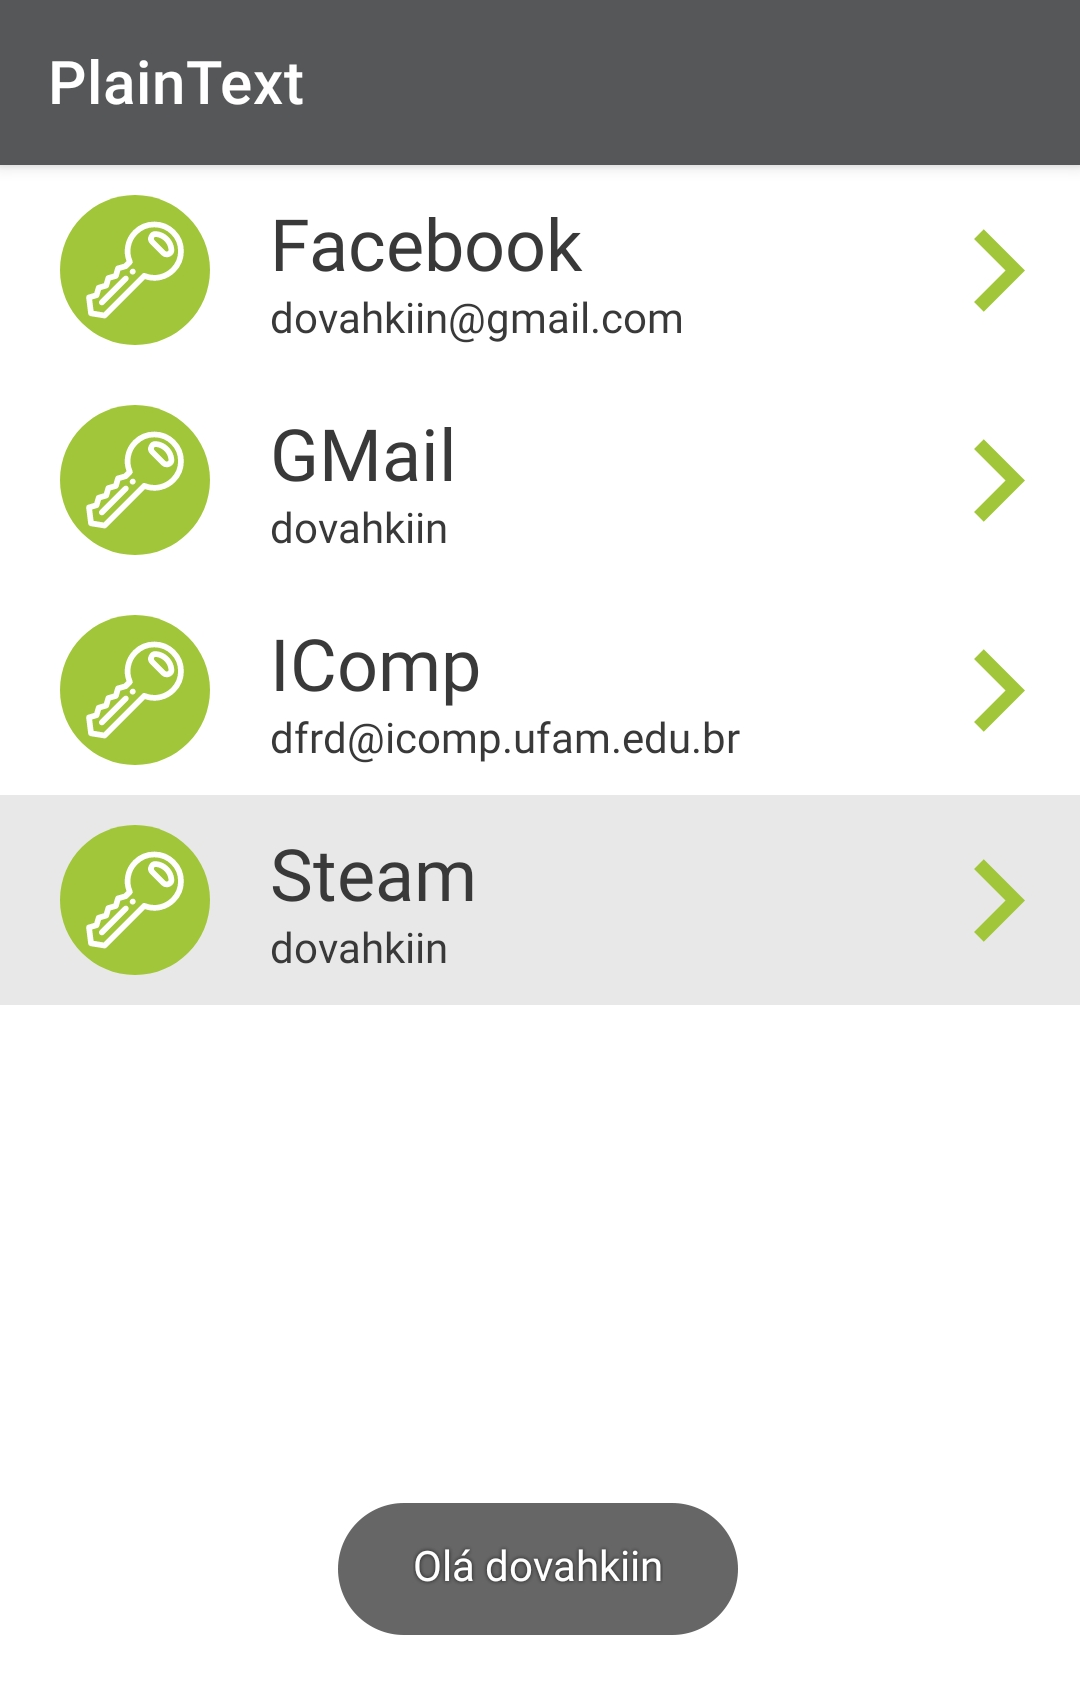 PlainText
Facebook
dovahkiin@gmail.com
GMail
dovahkiin
IComp
dfrd@icomp.ufam.edu.br
Steam
dovahkiin
Olá dovahkiin